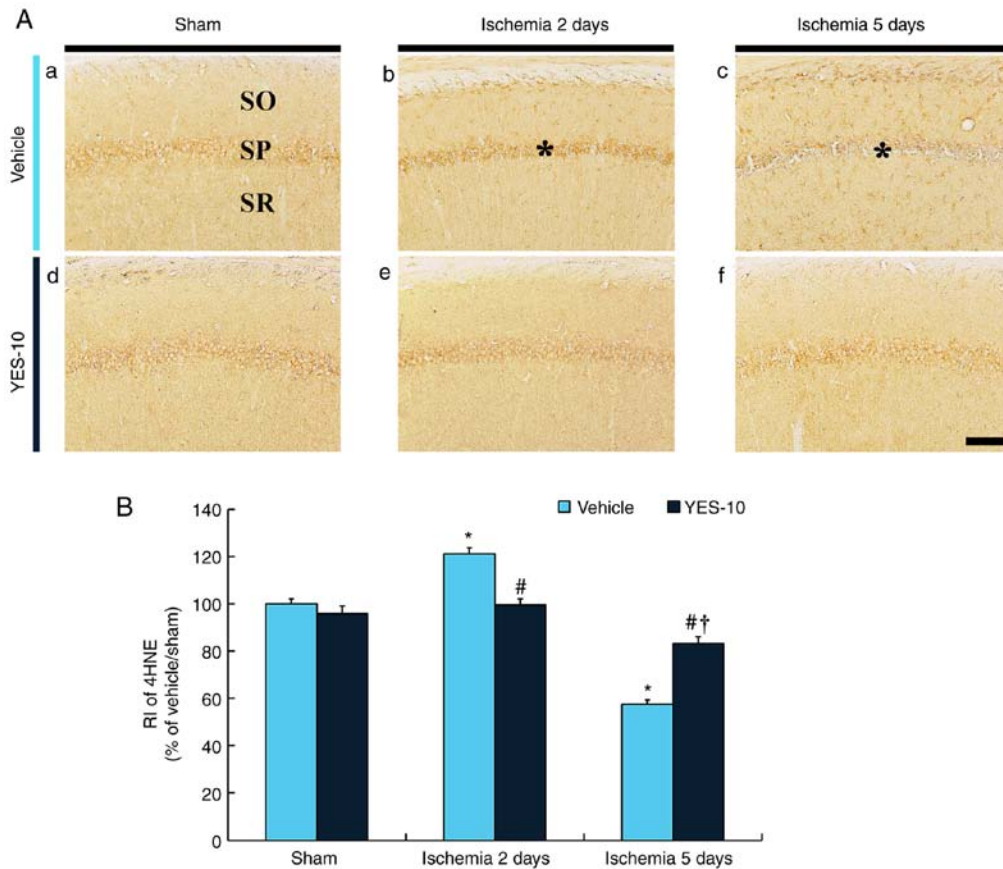 A
Sham
Ischemia 2 days
Ischemia 5 days
Vehicle
a
SO
SP
SR
b
*
c
*
YES-10
d
e
f
B
Vehicle
YES-10
RI of 4HNE
(% of vehicle/sham)
140
120
100
80
60
40
20
0
*
#
*
#†
Sham
Ischemia 2 days
Ischemia 5 days